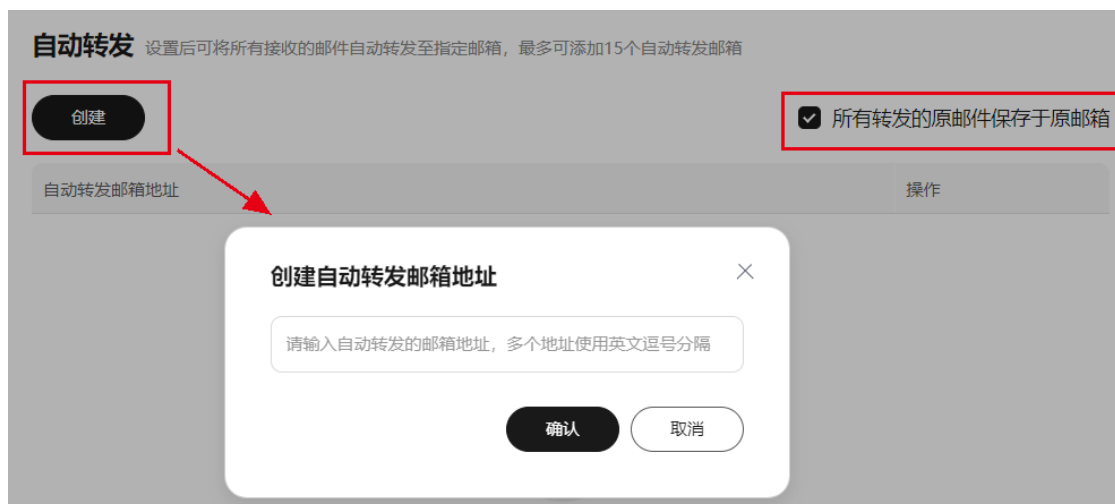 自动转发 设置后可将所有接收的邮件自动转发至指定邮箱，最多可添加15个自动转发邮箱
创建
所有转发的原邮件保存于原邮箱
自动转发邮箱地址 操作
创建自动转发邮箱地址
请输入自动转发的邮箱地址，多个地址使用英文逗号分隔
确认 取消